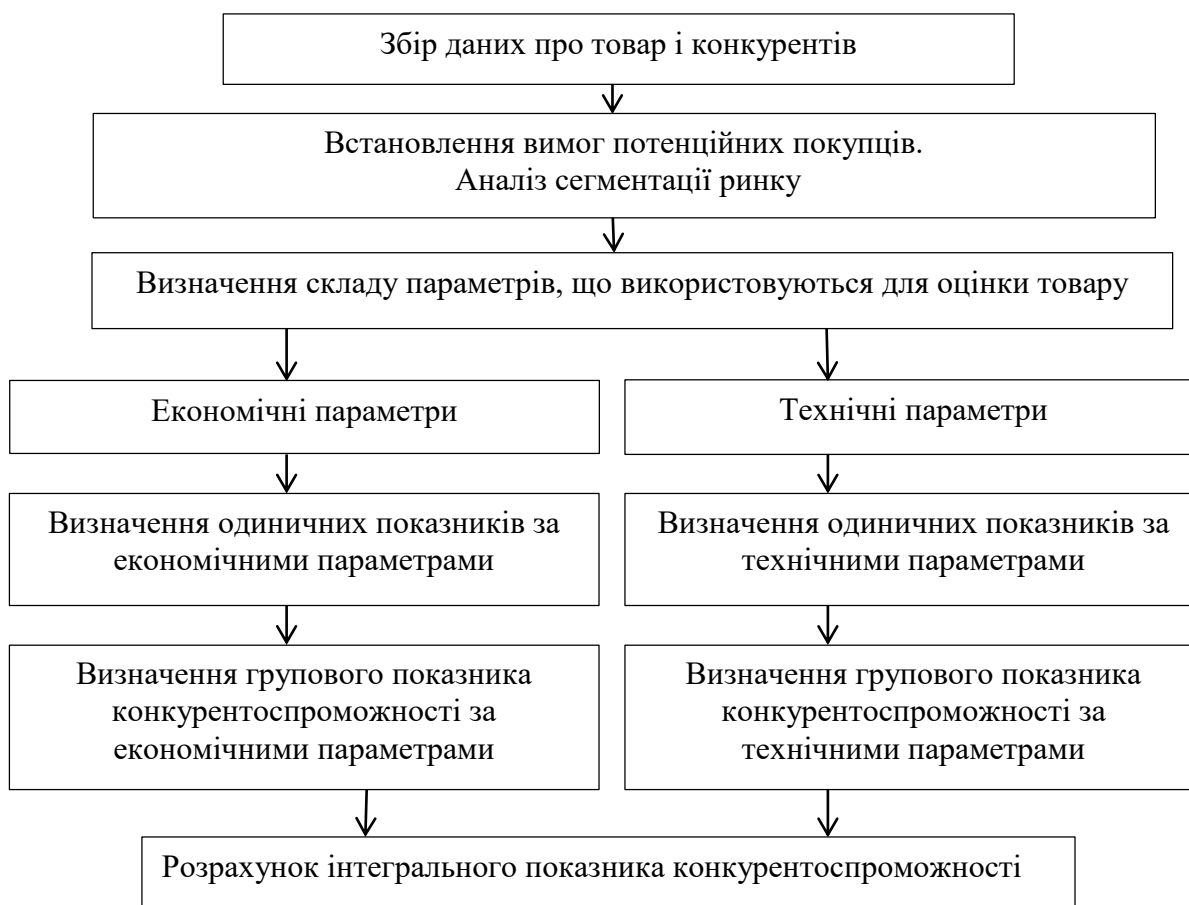 Збір даних про товар і конкурентів
Встановлення вимог потенційних покупців.
Аналіз сегментації ринку
Визначення складу параметрів, що використовуються для оцінки товару
Економічні параметри
Технічні параметри
Визначення одиничних показників за
економічними параметрами
Визначення одиничних показників за
технічними параметрами
Визначення групового показника
конкурентоспроможності за
економічними параметрами
Визначення групового показника
конкурентоспроможності за
технічними параметрами
Розрахунок інтегрального показника конкурентоспроможності